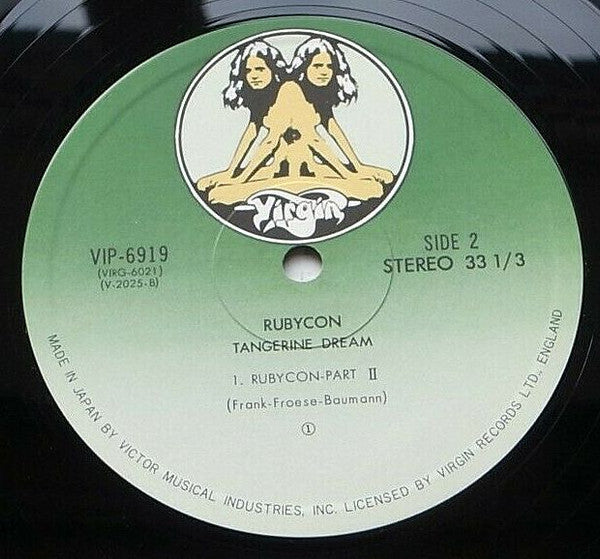 Virgin
VIP-6919
(VIRG-6021)
(V-2025-B)
SIDE 2
STEREO 33 1/3
RUBYCON
TANGERINE DREAM
1. RUBYCON-PART II
(Frank-Froese-Baumann)
①
MADE IN JAPAN BY VICTOR MUSICAL INDUSTRIES, INC. LICENSED BY VIRGIN RECORDS LTD., ENGLAND